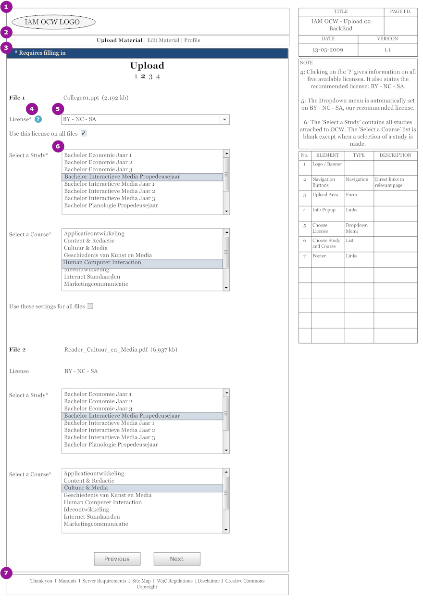 1
IAM OCW LOGO
2
Upload Material | Edit Material | Profile
3
* Requires filling in
Upload
1 2 3 4
File 1
College01.ppt (2,192 kb)
4
5
License* ?
BY - NC - SA
Use this license on all files
6
Select a Study*
Bachelor Economie Jaar 1
Bachelor Economie Jaar 2
Bachelor Economie Jaar 3
Bachelor Interactieve Media Propedeusejaar
Bachelor Interactieve Media Jaar 1
Bachelor Interactieve Media Jaar 2
Bachelor Interactieve Media Jaar 3
Bachelor Planologie Propedeusejaar
Select a Course*
Applicatieontwikkeling
Content & Redactie
Cultuur & Media
Geschiedenis van Kunst en Media
Human Computer Interaction
Ideeontwikkeling
Internet Standaarden
Marketingcommunicatie
Use these settings for all files
File 2
Reader_Cultuur_en_Media.pdf (6,037 kb)
License
BY - NC - SA
Select a Study*
Bachelor Economie Jaar 1
Bachelor Economie Jaar 2
Bachelor Economie Jaar 3
Bachelor Interactieve Media Propedeusejaar
Bachelor Interactieve Media Jaar 1
Bachelor Interactieve Media Jaar 2
Bachelor Interactieve Media Jaar 3
Bachelor Planologie Propedeusejaar
Select a Course*
Applicatieontwikkeling
Content & Redactie
Cultuur & Media
Geschiedenis van Kunst en Media
Human Computer Interaction
Ideeontwikkeling
Internet Standaarden
Marketingcommunicatie
Previous
Next
7
Thank you | Manuals | Server Requirements | Site Map | WAC Regulations | Disclaimer | Creative Commons
Copyright
TITLE
PAGE I.D.
IAM OCW - Upload 02
BackEnd
DATE
VERSION
13-05-2009
1.1
NOTE
4: Clicking on the '?' gives information on all
five available licenses. It also states the
recommended license: BY - NC - SA.
5: The Dropdown menu is automatically set
on BY - NC - SA, our recommended license.
6: The 'Select a Study' contains all studies
attached to OCW. The 'Select a Course' list is
blank except when a selection of a study is
made.
No.
ELEMENT
TYPE
DESCRIPTION
1
Logo / Banner
2
Navigation Buttons
Navigation
Direct links to relevant page
3
Upload Area
Form
4
Info Popup
Links
5
Choose License
Dropdown Menu
6
Choose Study and Course
List
7
Footer
Links